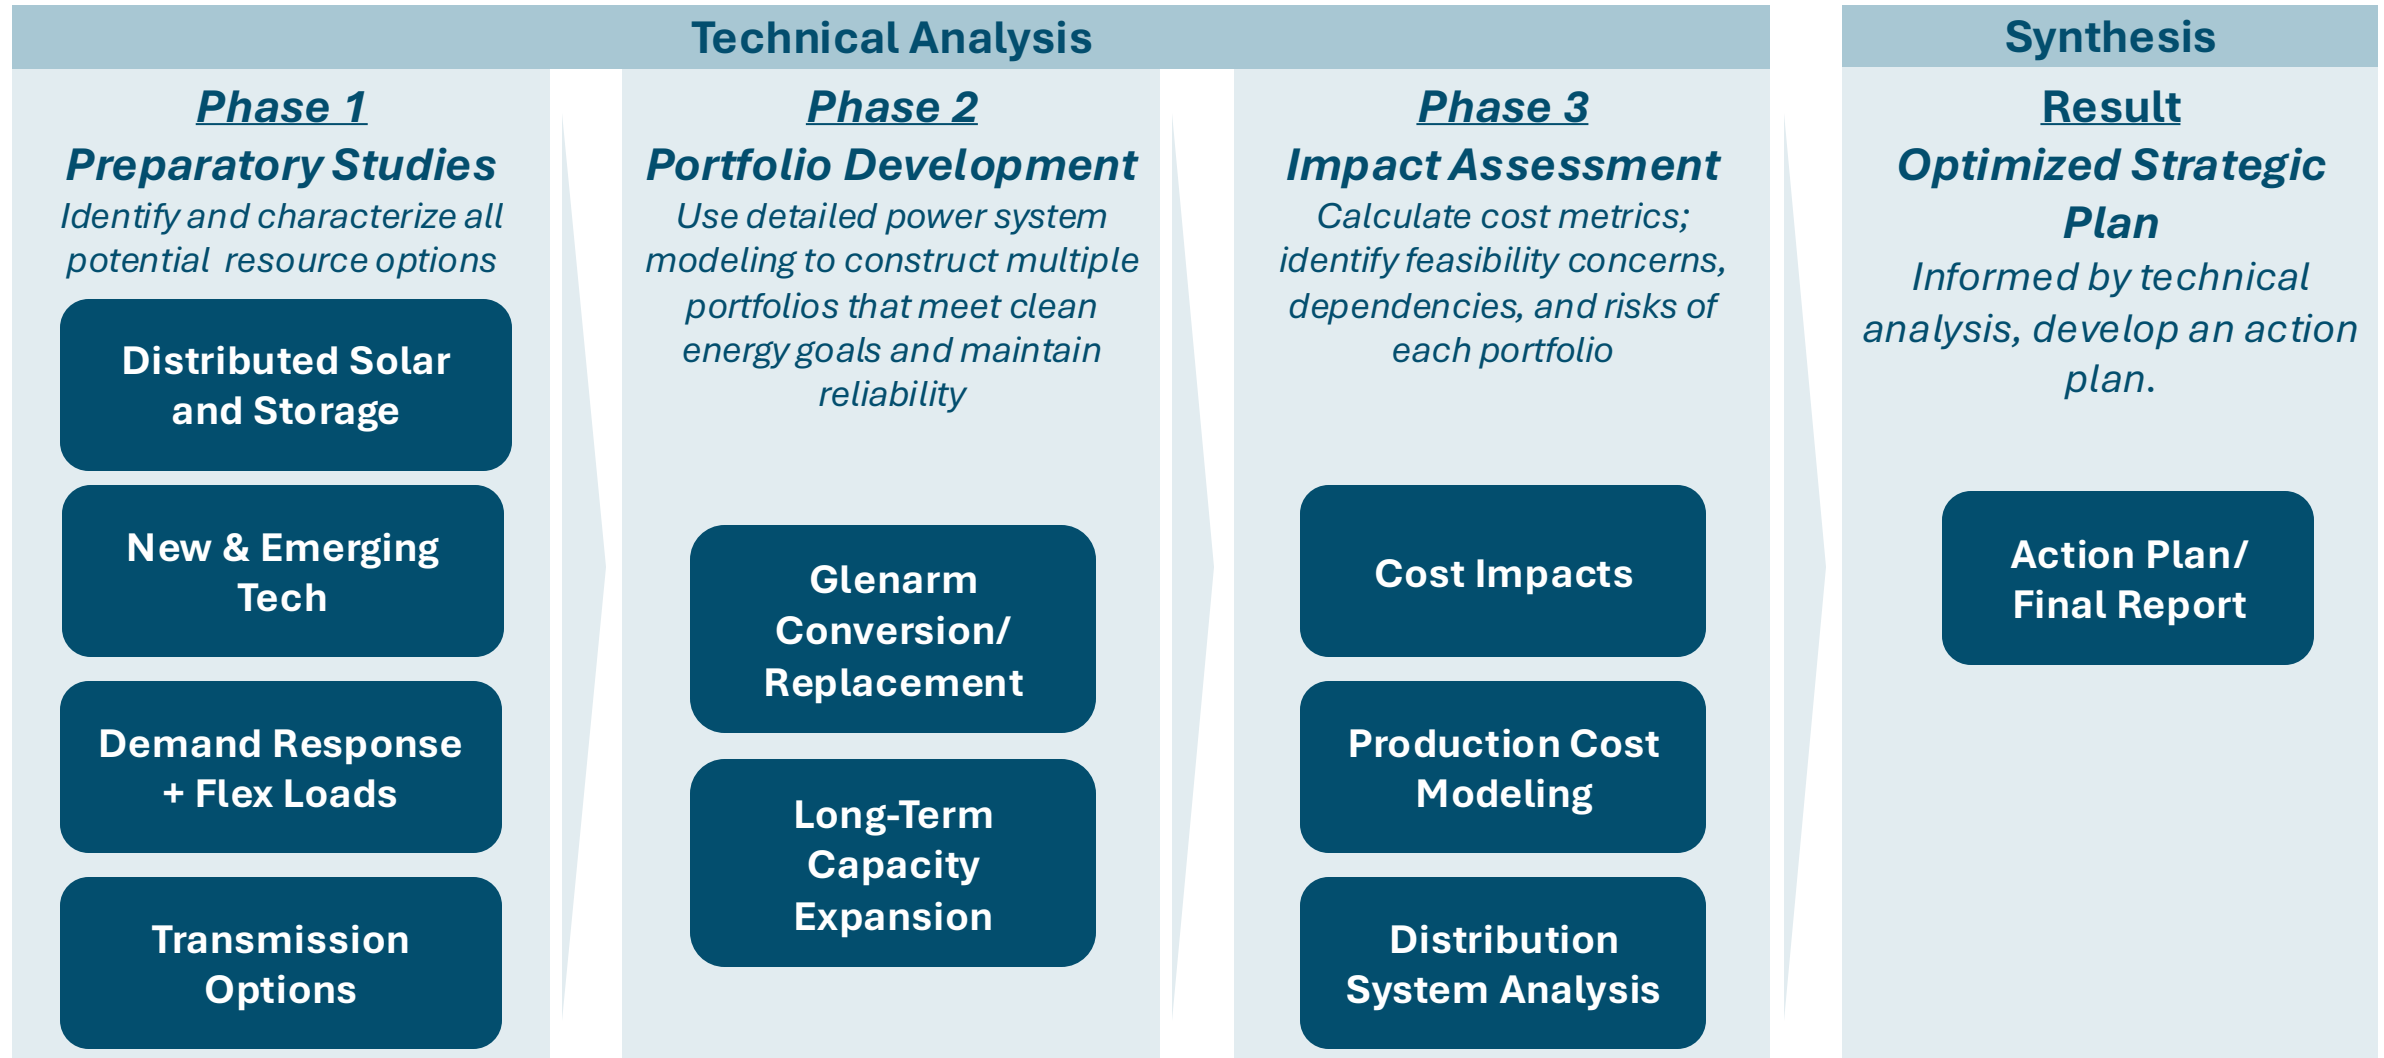 Technical Analysis
Phase 1
Preparatory Studies
Identify and characterize all
potential resource options
Distributed Solar
and Storage
New & Emerging
Tech
Demand Response
+ Flex Loads
Transmission
Options
Phase 2
Portfolio Development
Use detailed power system
modeling to construct multiple
portfolios that meet clean
energy goals and maintain
reliability
Glenarm
Conversion/
Replacement
Long-Term
Capacity
Expansion
Phase 3
Impact Assessment
Calculate cost metrics;
identify feasibility concerns,
dependencies, and risks of
each portfolio
Cost Impacts
Production Cost
Modeling
Distribution
System Analysis
Synthesis
Result
Optimized Strategic
Plan
Informed by technical
analysis, develop an action
plan.
Action Plan/
Final Report